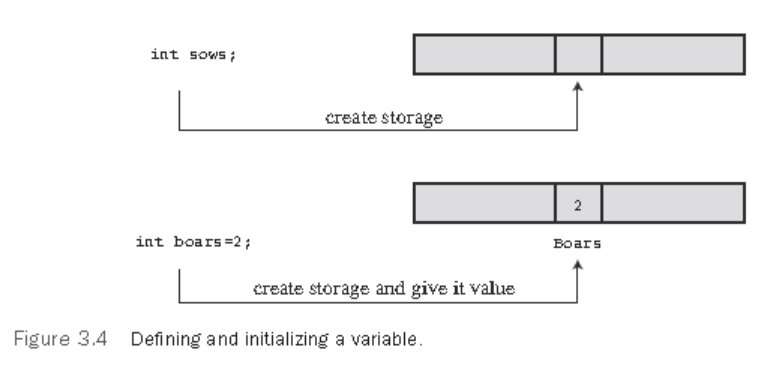 int sows;
create storage
2
int boars=2;
Boars
create storage and give it value
Figure 3.4 Defining and initializing a variable.